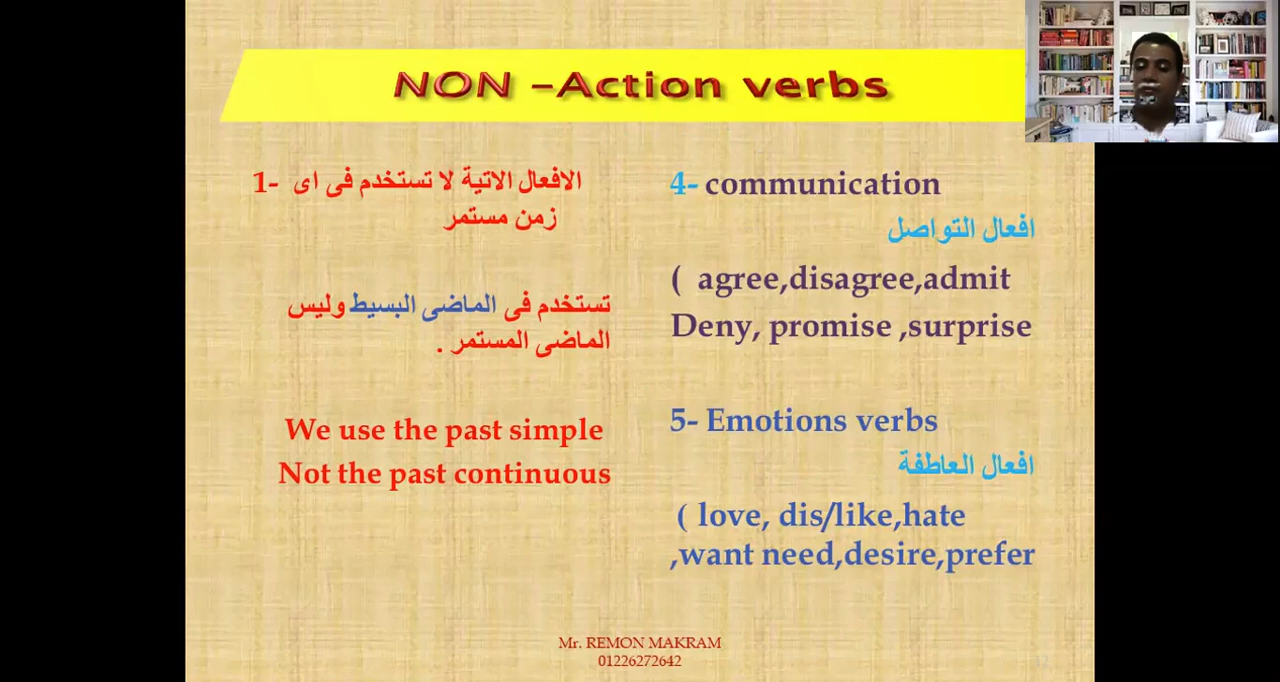 NON -Action verbs
1- الافعال الاتية لا تستخدم فى اى
زمن مستمر
تستخدم فى الماضى البسيط وليس
الماضى المستمر .
We use the past simple
Not the past continuous
4- communication
افعال التواصل
( agree,disagree,admit
Deny, promise ,surprise
5- Emotions verbs
افعال العاطفة
( love, dis/like,hate
,want need,desire,prefer
Mr. REMON MAKRAM
01226272642